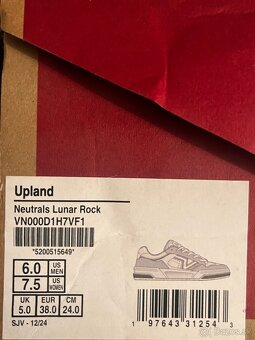 Upland
Neutrals Lunar Rock
VN000D1H7VF1
*5200515649*
6.0 US MEN
7.5 US WOMEN
UK EUR CM
5.0 38.0 24.0
SJV - 12/24
1 97643 31254 3